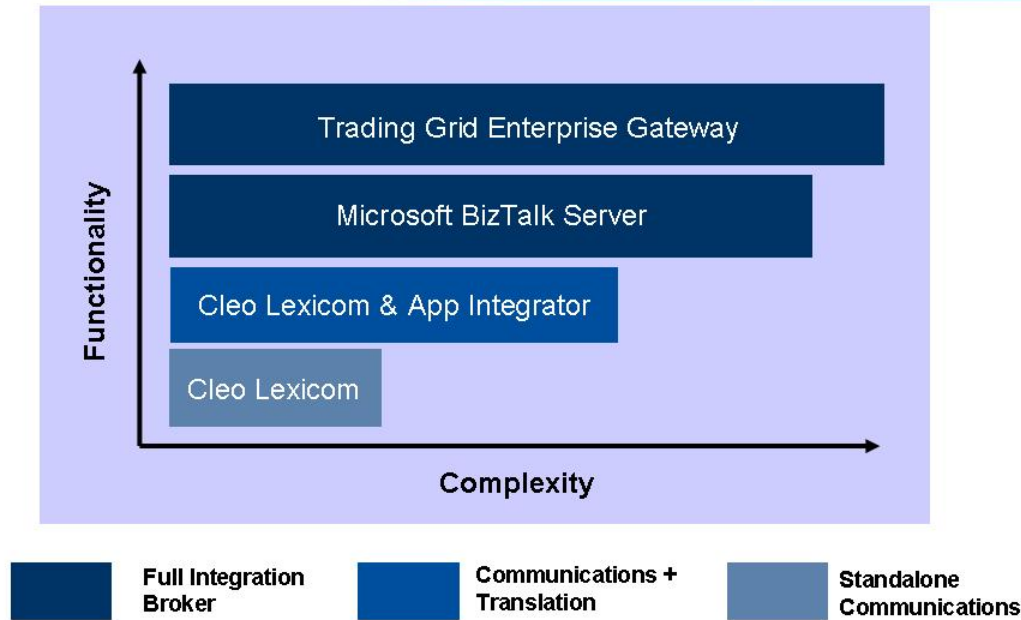 Trading Grid Enterprise Gateway
Microsoft BizTalk Server
Cleo Lexicom & App Integrator
Cleo Lexicom
Functionality
Complexity
Full Integration
Broker
Communications +
Translation
Standalone
Communications